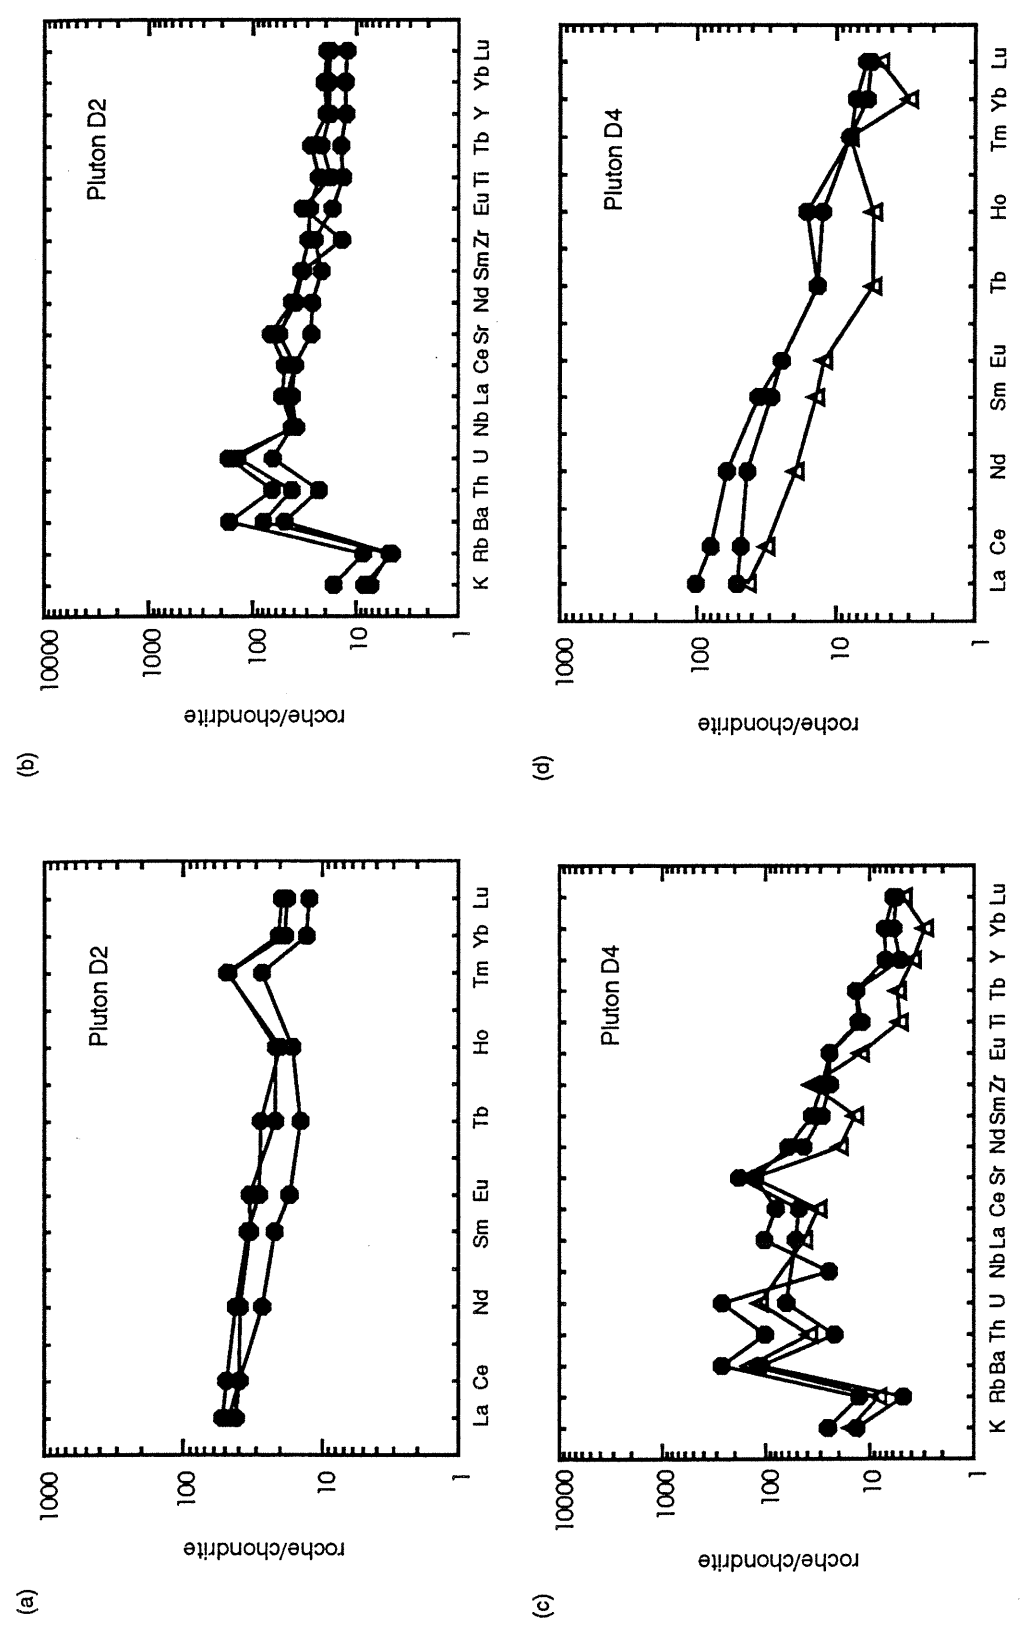 (a)
Pluton D2
roche/chondrite
1000
100
10
1
La Ce Nd Sm Eu Tb Ho Tm Yb Lu
(b)
Pluton D2
roche/chondrite
10000
1000
100
10
1
K Rb Ba Th U Nb La Ce Sr Nd Sm Zr Eu Ti Tb Y Yb Lu
(c)
Pluton D4
roche/chondrite
10000
1000
100
10
1
K Rb Ba Th U Nb La Ce Sr Nd Sm Zr Eu Ti Tb Y Yb Lu
(d)
Pluton D4
roche/chondrite
1000
100
10
1
La Ce Nd Sm Eu Tb Ho Tm Yb Lu